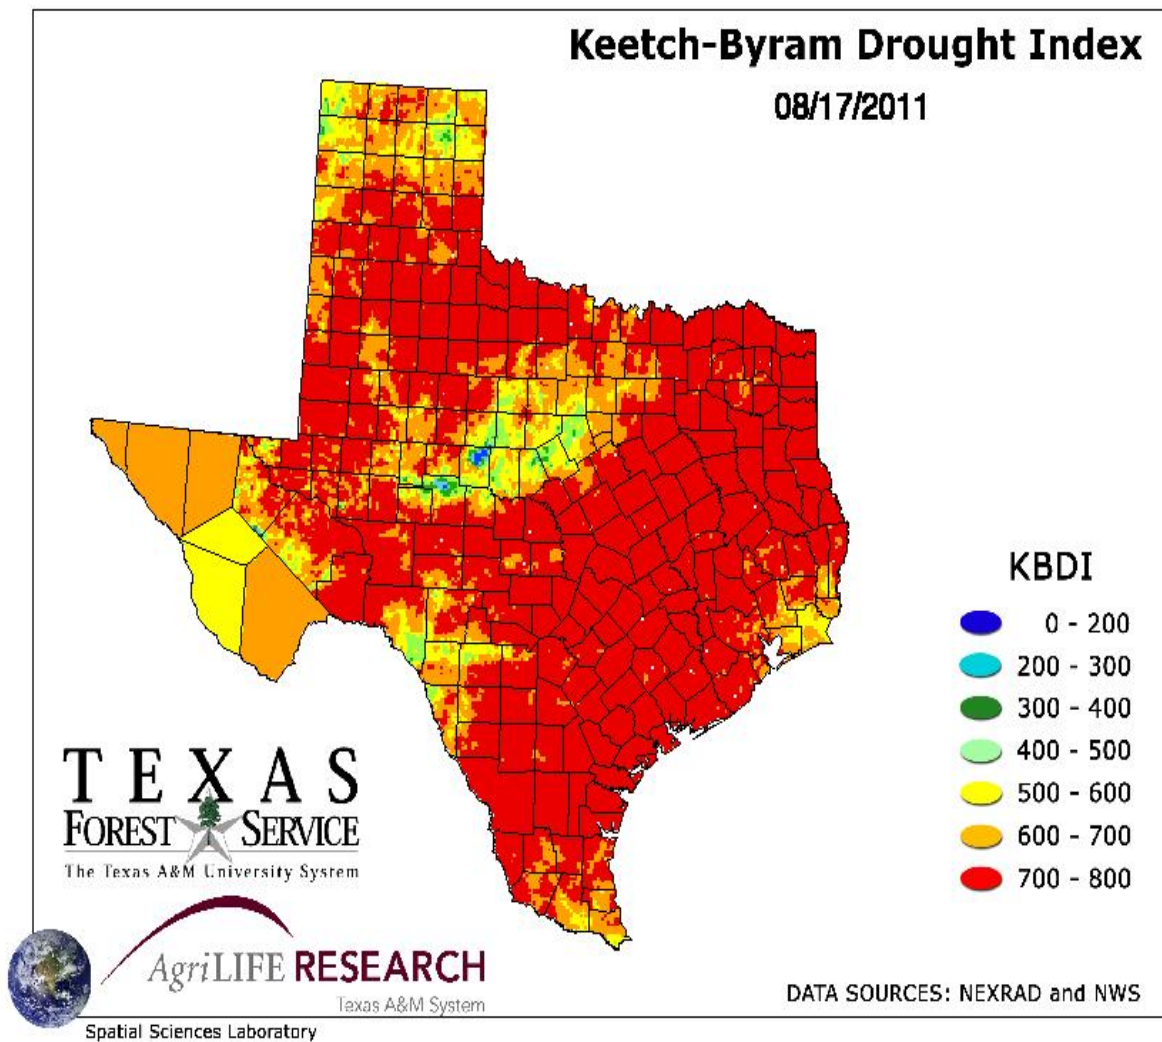 Keetch-Byram Drought Index
08/17/2011
KBDI
0 - 200
200 - 300
300 - 400
400 - 500
500 - 600
600 - 700
700 - 800
TEXAS
FOREST SERVICE
The Texas A&M University System
AgriLIFE RESEARCH
Texas A&M System
Spatial Sciences Laboratory
DATA SOURCES: NEXRAD and NWS